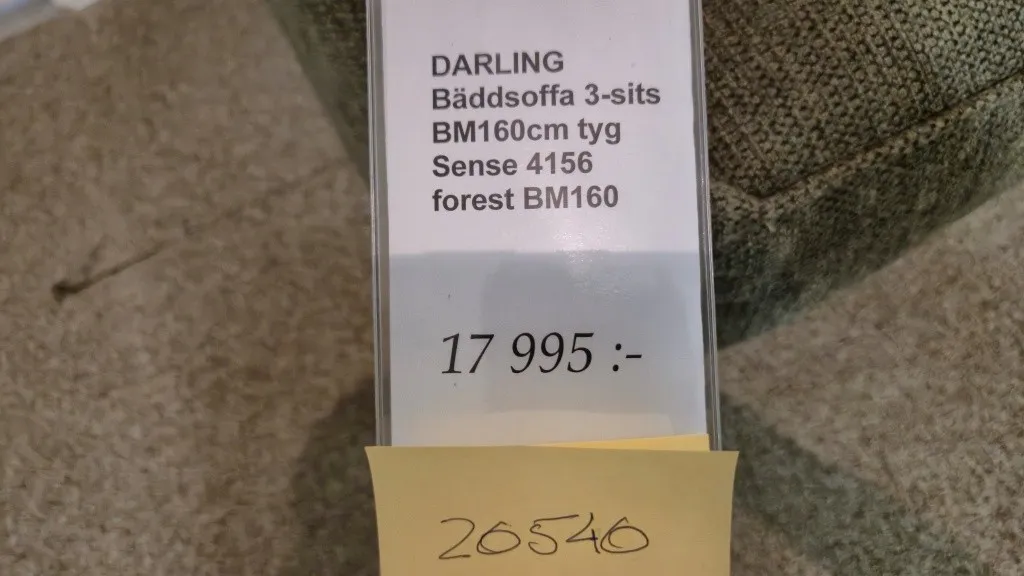 DARLING
Bäddsoffa 3-sits
BM160cm tyg
Sense 4156
forest BM160
17 995 :-
20540